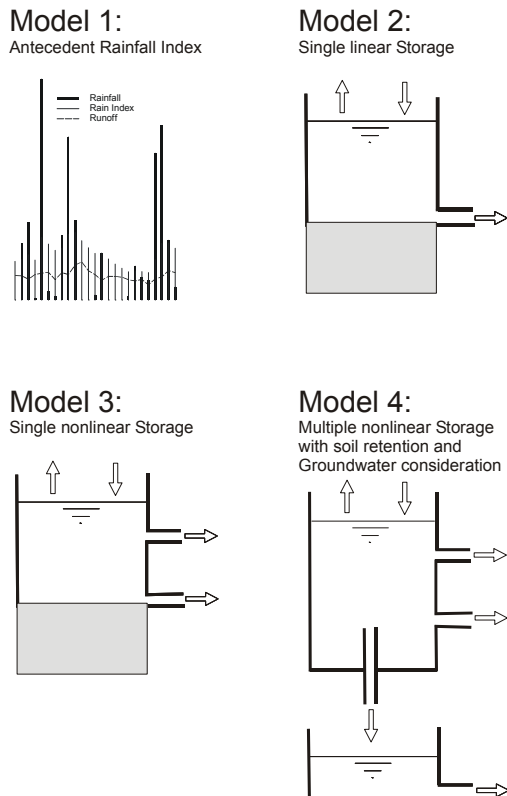 Model 1:
Antecedent Rainfall Index
Rainfall
Rain Index
Runoff
Model 2:
Single linear Storage
Model 3:
Single nonlinear Storage
Model 4:
Multiple nonlinear Storage
with soil retention and
Groundwater consideration